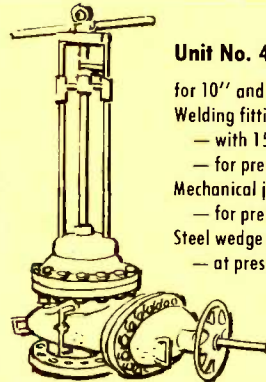 Unit No. 4
for 10″ and
Welding fitti
— with 15
— for pre
Mechanical j
— for pre
Steel wedge
— at pres